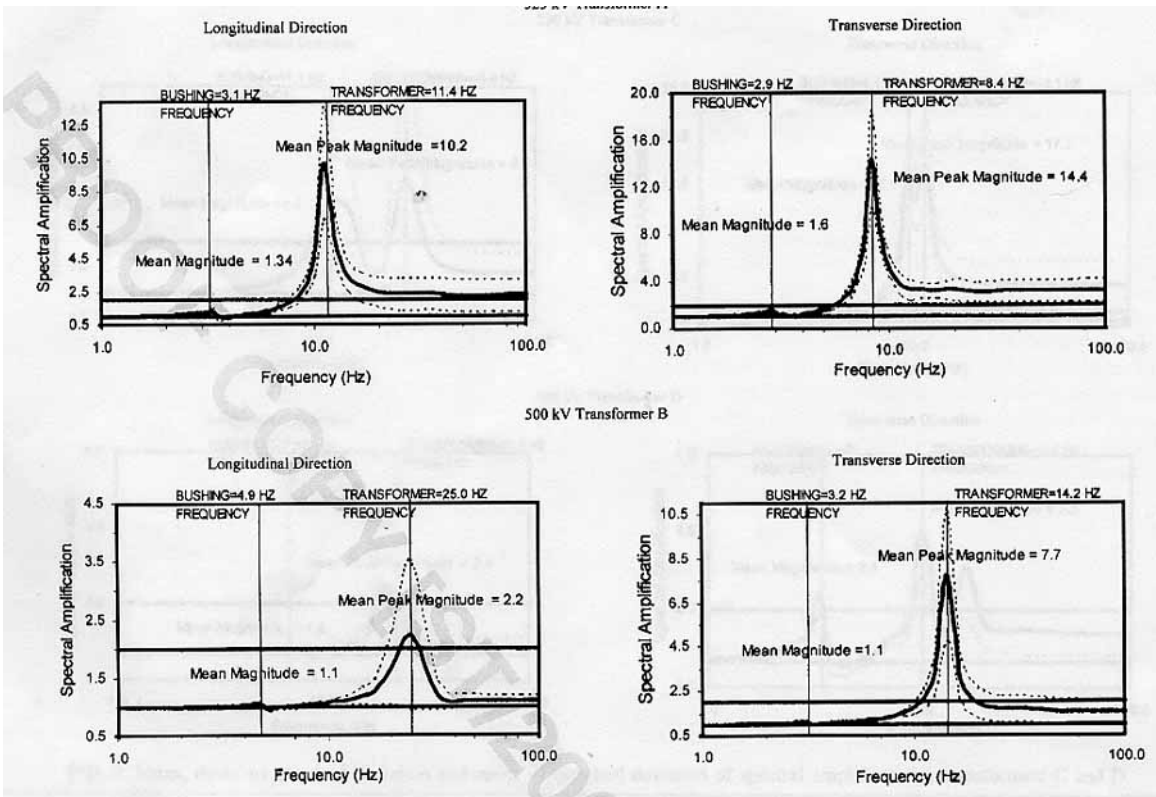 Longitudinal Direction
Transverse Direction
BUSHING=3.1 HZ
TRANSFORMER=11.4 HZ
FREQUENCY
FREQUENCY
12.5
10.5
8.5
6.5
4.5
2.5
0.5
Spectral Amplification
Mean Peak Magnitude =10.2
Mean Magnitude = 1.34
1.0
10.0
100.0
Frequency (Hz)
BUSHING=2.9 HZ
TRANSFORMER=8.4 HZ
FREQUENCY
FREQUENCY
20.0
16.0
12.0
8.0
4.0
0.0
Spectral Amplification
Mean Peak Magnitude = 14.4
Mean Magnitude = 1.6
1.0
10.0
100.0
Frequency (Hz)
500 kV Transformer B
Longitudinal Direction
Transverse Direction
BUSHING=4.9 HZ
TRANSFORMER=25.0 HZ
FREQUENCY
FREQUENCY
4.5
3.5
2.5
1.5
0.5
Spectral Amplification
Mean Peak Magnitude = 2.2
Mean Magnitude = 1.1
1.0
10.0
100.0
Frequency (Hz)
BUSHING=3.2 HZ
TRANSFORMER=14.2 HZ
FREQUENCY
FREQUENCY
10.5
8.5
6.5
4.5
2.5
0.5
Spectral Amplification
Mean Peak Magnitude = 7.7
Mean Magnitude = 1.1
1.0
10.0
100.0
Frequency (Hz)
PROOF COPY